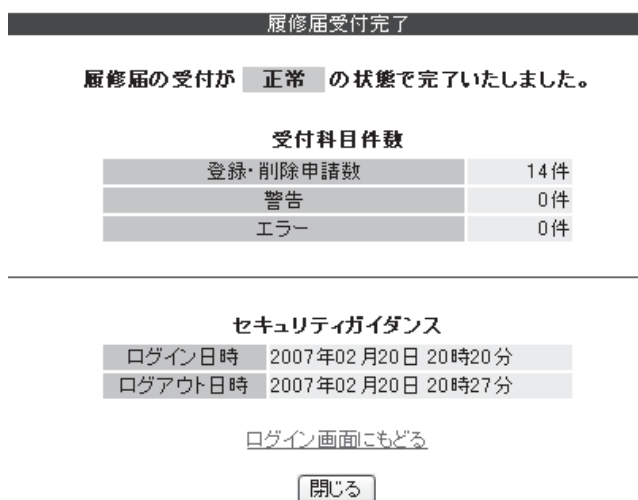 履修届受付完了
履修届の受付が 正常 の状態で完了いたしました。
受付科目件数
登録・削除申請数 14件
警告 0件
エラー 0件
セキュリティガイダンス
ログイン日時 2007年02月20日 20時20分
ログアウト日時 2007年02月20日 20時27分
ログイン画面にもどる
閉じる